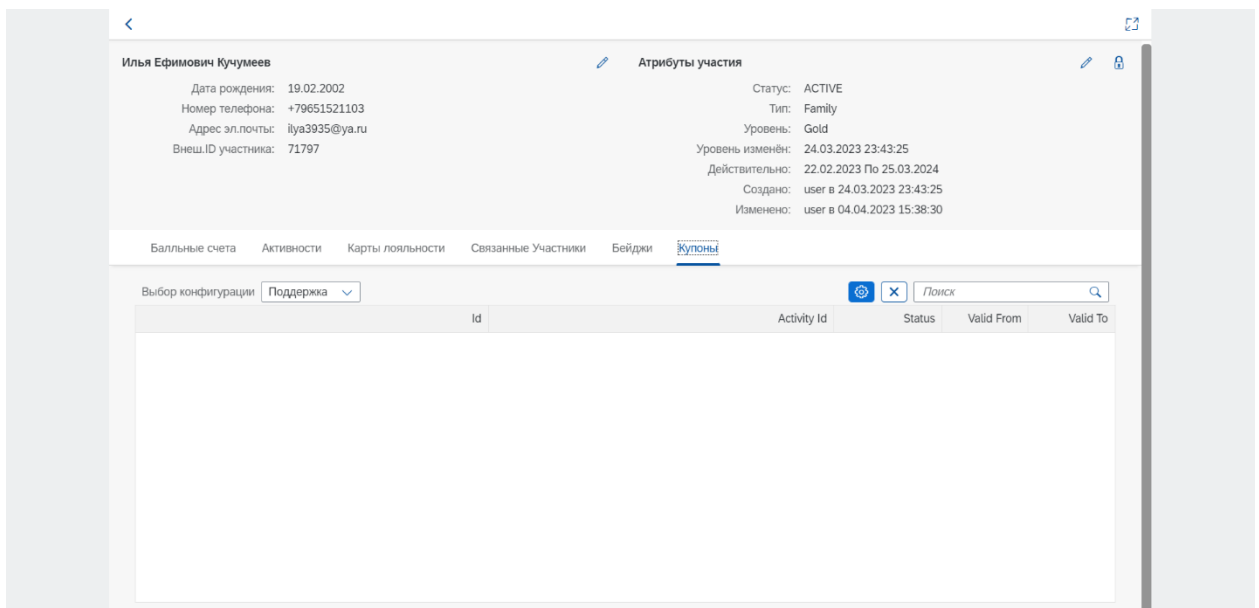 Илья Ефимович Кучумеев
Дата рождения: 19.02.2002
Номер телефона: +79651521103
Адрес эл.почты: ilya3935@ya.ru
Внеш.ID участника: 71797
Атрибуты участия
Статус: ACTIVE
Тип: Family
Уровень: Gold
Уровень изменён: 24.03.2023 23:43:25
Действительно: 22.02.2023 По 25.03.2024
Создано: user в 24.03.2023 23:43:25
Изменено: user в 04.04.2023 15:38:30
Балльные счета Активности Карты лояльности Связанные Участники Бейджи Купоны
Выбор конфигурации Поддержка Поиск
Id Activity Id Status Valid From Valid To